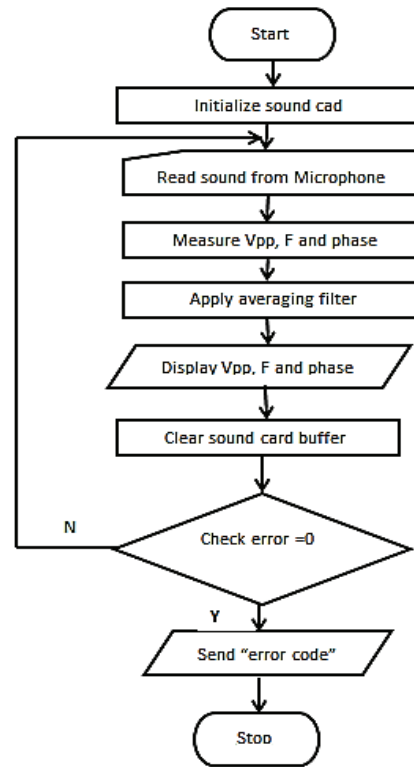 Start
Initialize sound cad
Read sound from Microphone
Measure Vpp, F and phase
Apply averaging filter
Display Vpp, F and phase
Clear sound card buffer
N
Check error =0
Y
Send “error code”
Stop